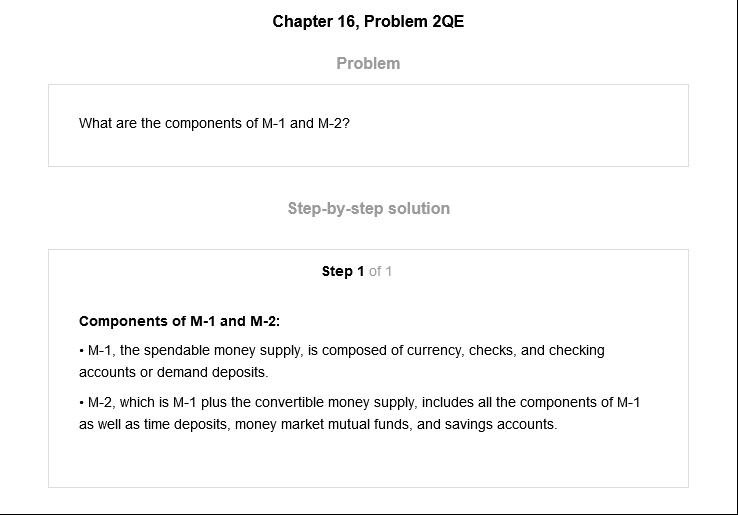 Chapter 16, Problem 2QE
Problem
What are the components of M-1 and M-2?
Step-by-step solution
Step 1 of 1
Components of M-1 and M-2:
• M-1, the spendable money supply, is composed of currency, checks, and checking
accounts or demand deposits.
• M-2, which is M-1 plus the convertible money supply, includes all the components of M-1
as well as time deposits, money market mutual funds, and savings accounts.